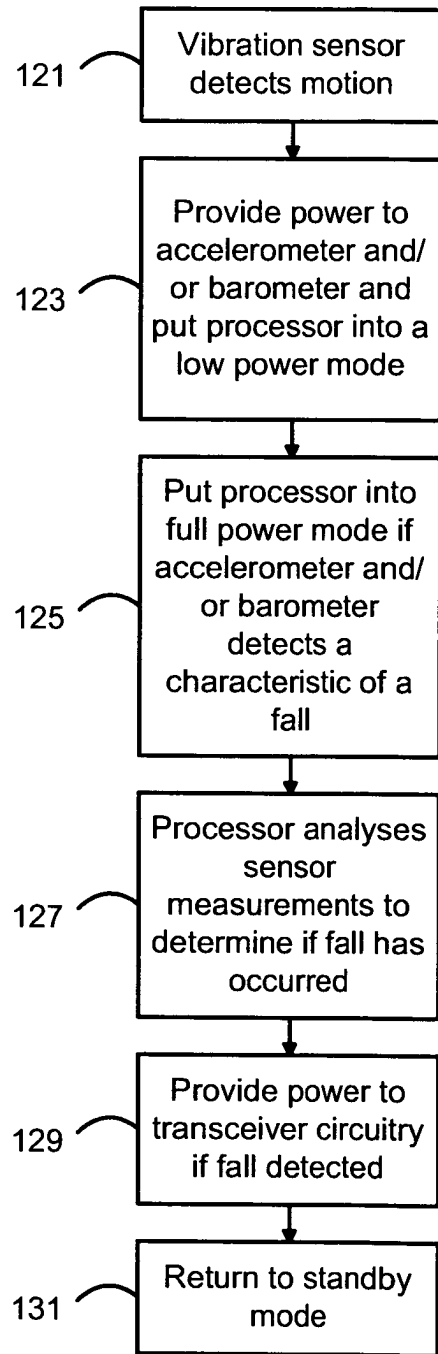 121
Vibration sensor
detects motion
123
Provide power to
accelerometer and/
or barometer and
put processor into a
low power mode
125
Put processor into
full power mode if
accelerometer and/
or barometer
detects a
characteristic of a
fall
127
Processor analyses
sensor
measurements to
determine if fall has
occurred
129
Provide power to
transceiver circuitry
if fall detected
131
Return to standby
mode